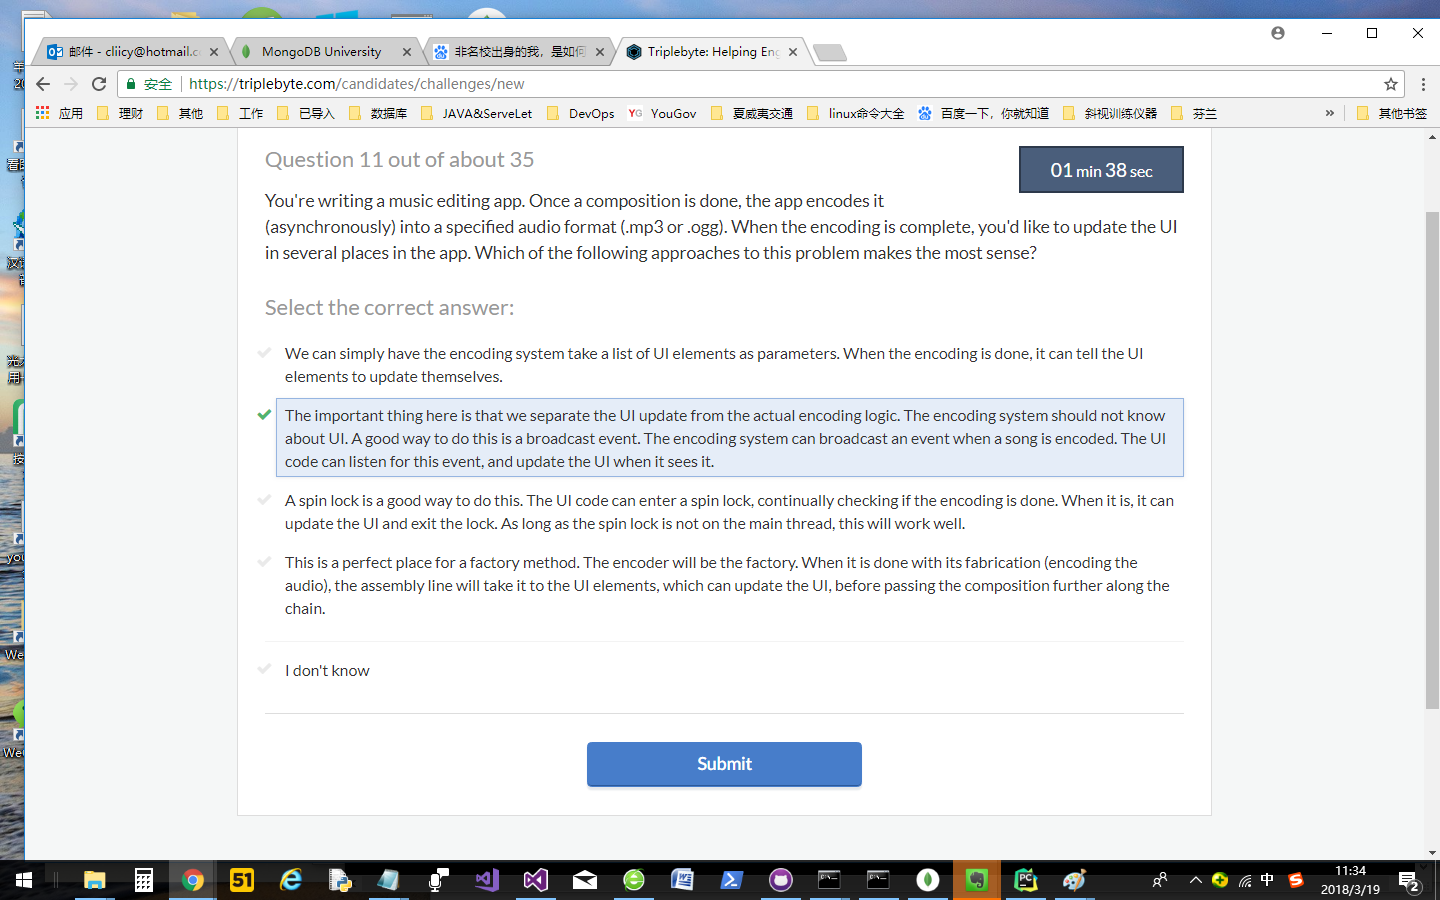 邮件 - cliicy@hotmail.c
MongoDB University
非名校出身的我，是如何
Triplebyte: Helping Eng
安全
https://triplebyte.com/candidates/challenges/new
应用 理财 其他 工作 已导入 数据库 JAVA&ServeLet DevOps YG YouGov 夏威夷交通 linux命令大全 百度一下，你就知道 斜视训练仪器 芬兰 » 其他书签
Question 11 out of about 35
01 min 38 sec
You're writing a music editing app. Once a composition is done, the app encodes it
(asynchronously) into a specified audio format (.mp3 or .ogg). When the encoding is complete, you'd like to update the UI
in several places in the app. Which of the following approaches to this problem makes the most sense?
Select the correct answer:
We can simply have the encoding system take a list of UI elements as parameters. When the encoding is done, it can tell the UI
elements to update themselves.
The important thing here is that we separate the UI update from the actual encoding logic. The encoding system should not know
about UI. A good way to do this is a broadcast event. The encoding system can broadcast an event when a song is encoded. The UI
code can listen for this event, and update the UI when it sees it.
A spin lock is a good way to do this. The UI code can enter a spin lock, continually checking if the encoding is done. When it is, it can
update the UI and exit the lock. As long as the spin lock is not on the main thread, this will work well.
This is a perfect place for a factory method. The encoder will be the factory. When it is done with its fabrication (encoding the
audio), the assembly line will take it to the UI elements, which can update the UI, before passing the composition further along the
chain.
I don't know
Submit
51
中
11:34
2018/3/19
2